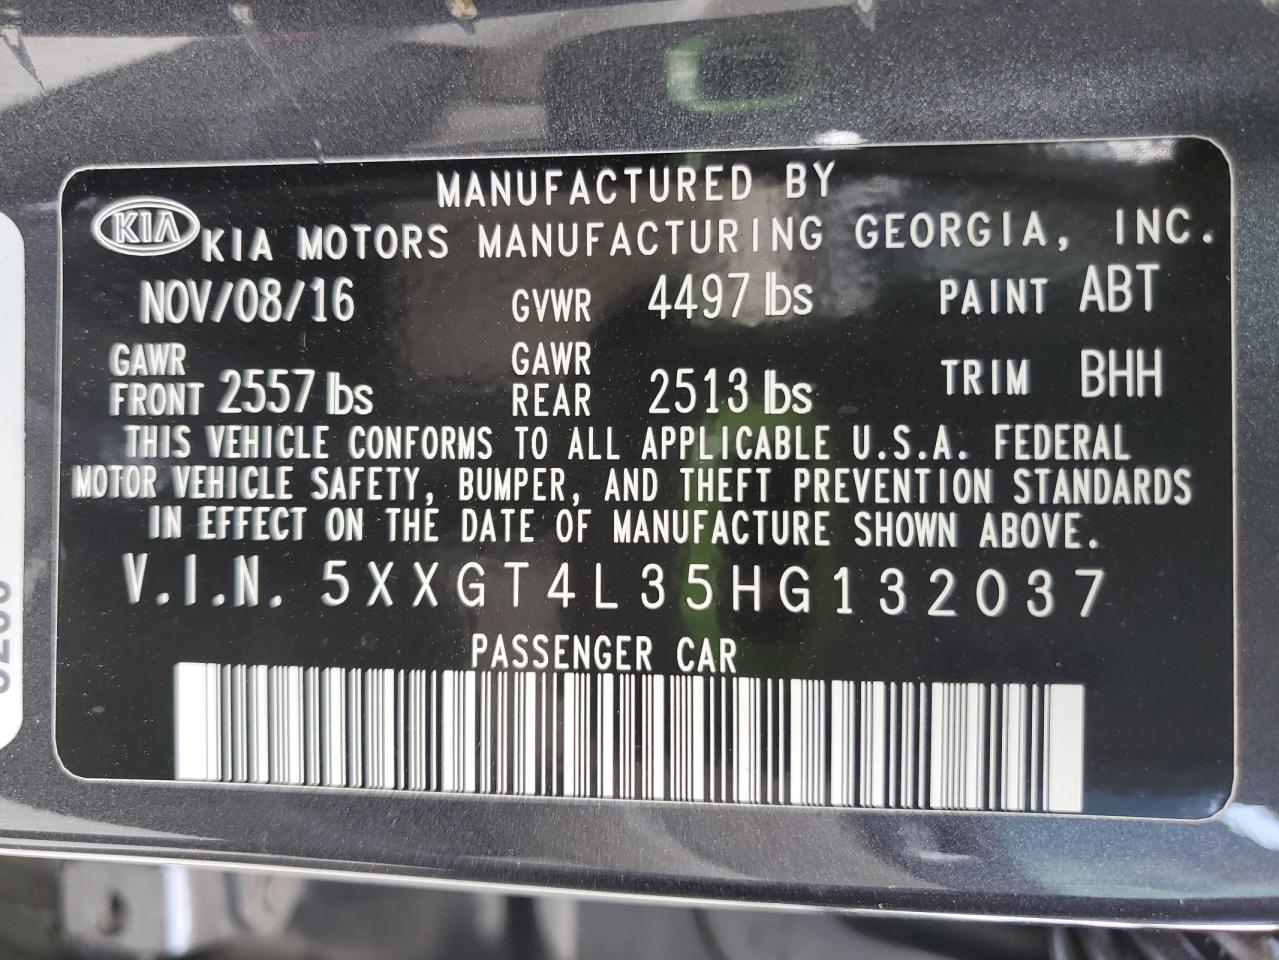 MANUFACTURED BY
KIA KIA MOTORS MANUFACTURING GEORGIA, INC.
NOV/08/16 GVWR 4497 lbs PAINT ABT
GAWR FRONT 2557 lbs GAWR REAR 2513 lbs TRIM BHH
THIS VEHICLE CONFORMS TO ALL APPLICABLE U.S.A. FEDERAL
MOTOR VEHICLE SAFETY, BUMPER, AND THEFT PREVENTION STANDARDS
IN EFFECT ON THE DATE OF MANUFACTURE SHOWN ABOVE.
V.I.N. 5XXGT4L35HG132037
PASSENGER CAR